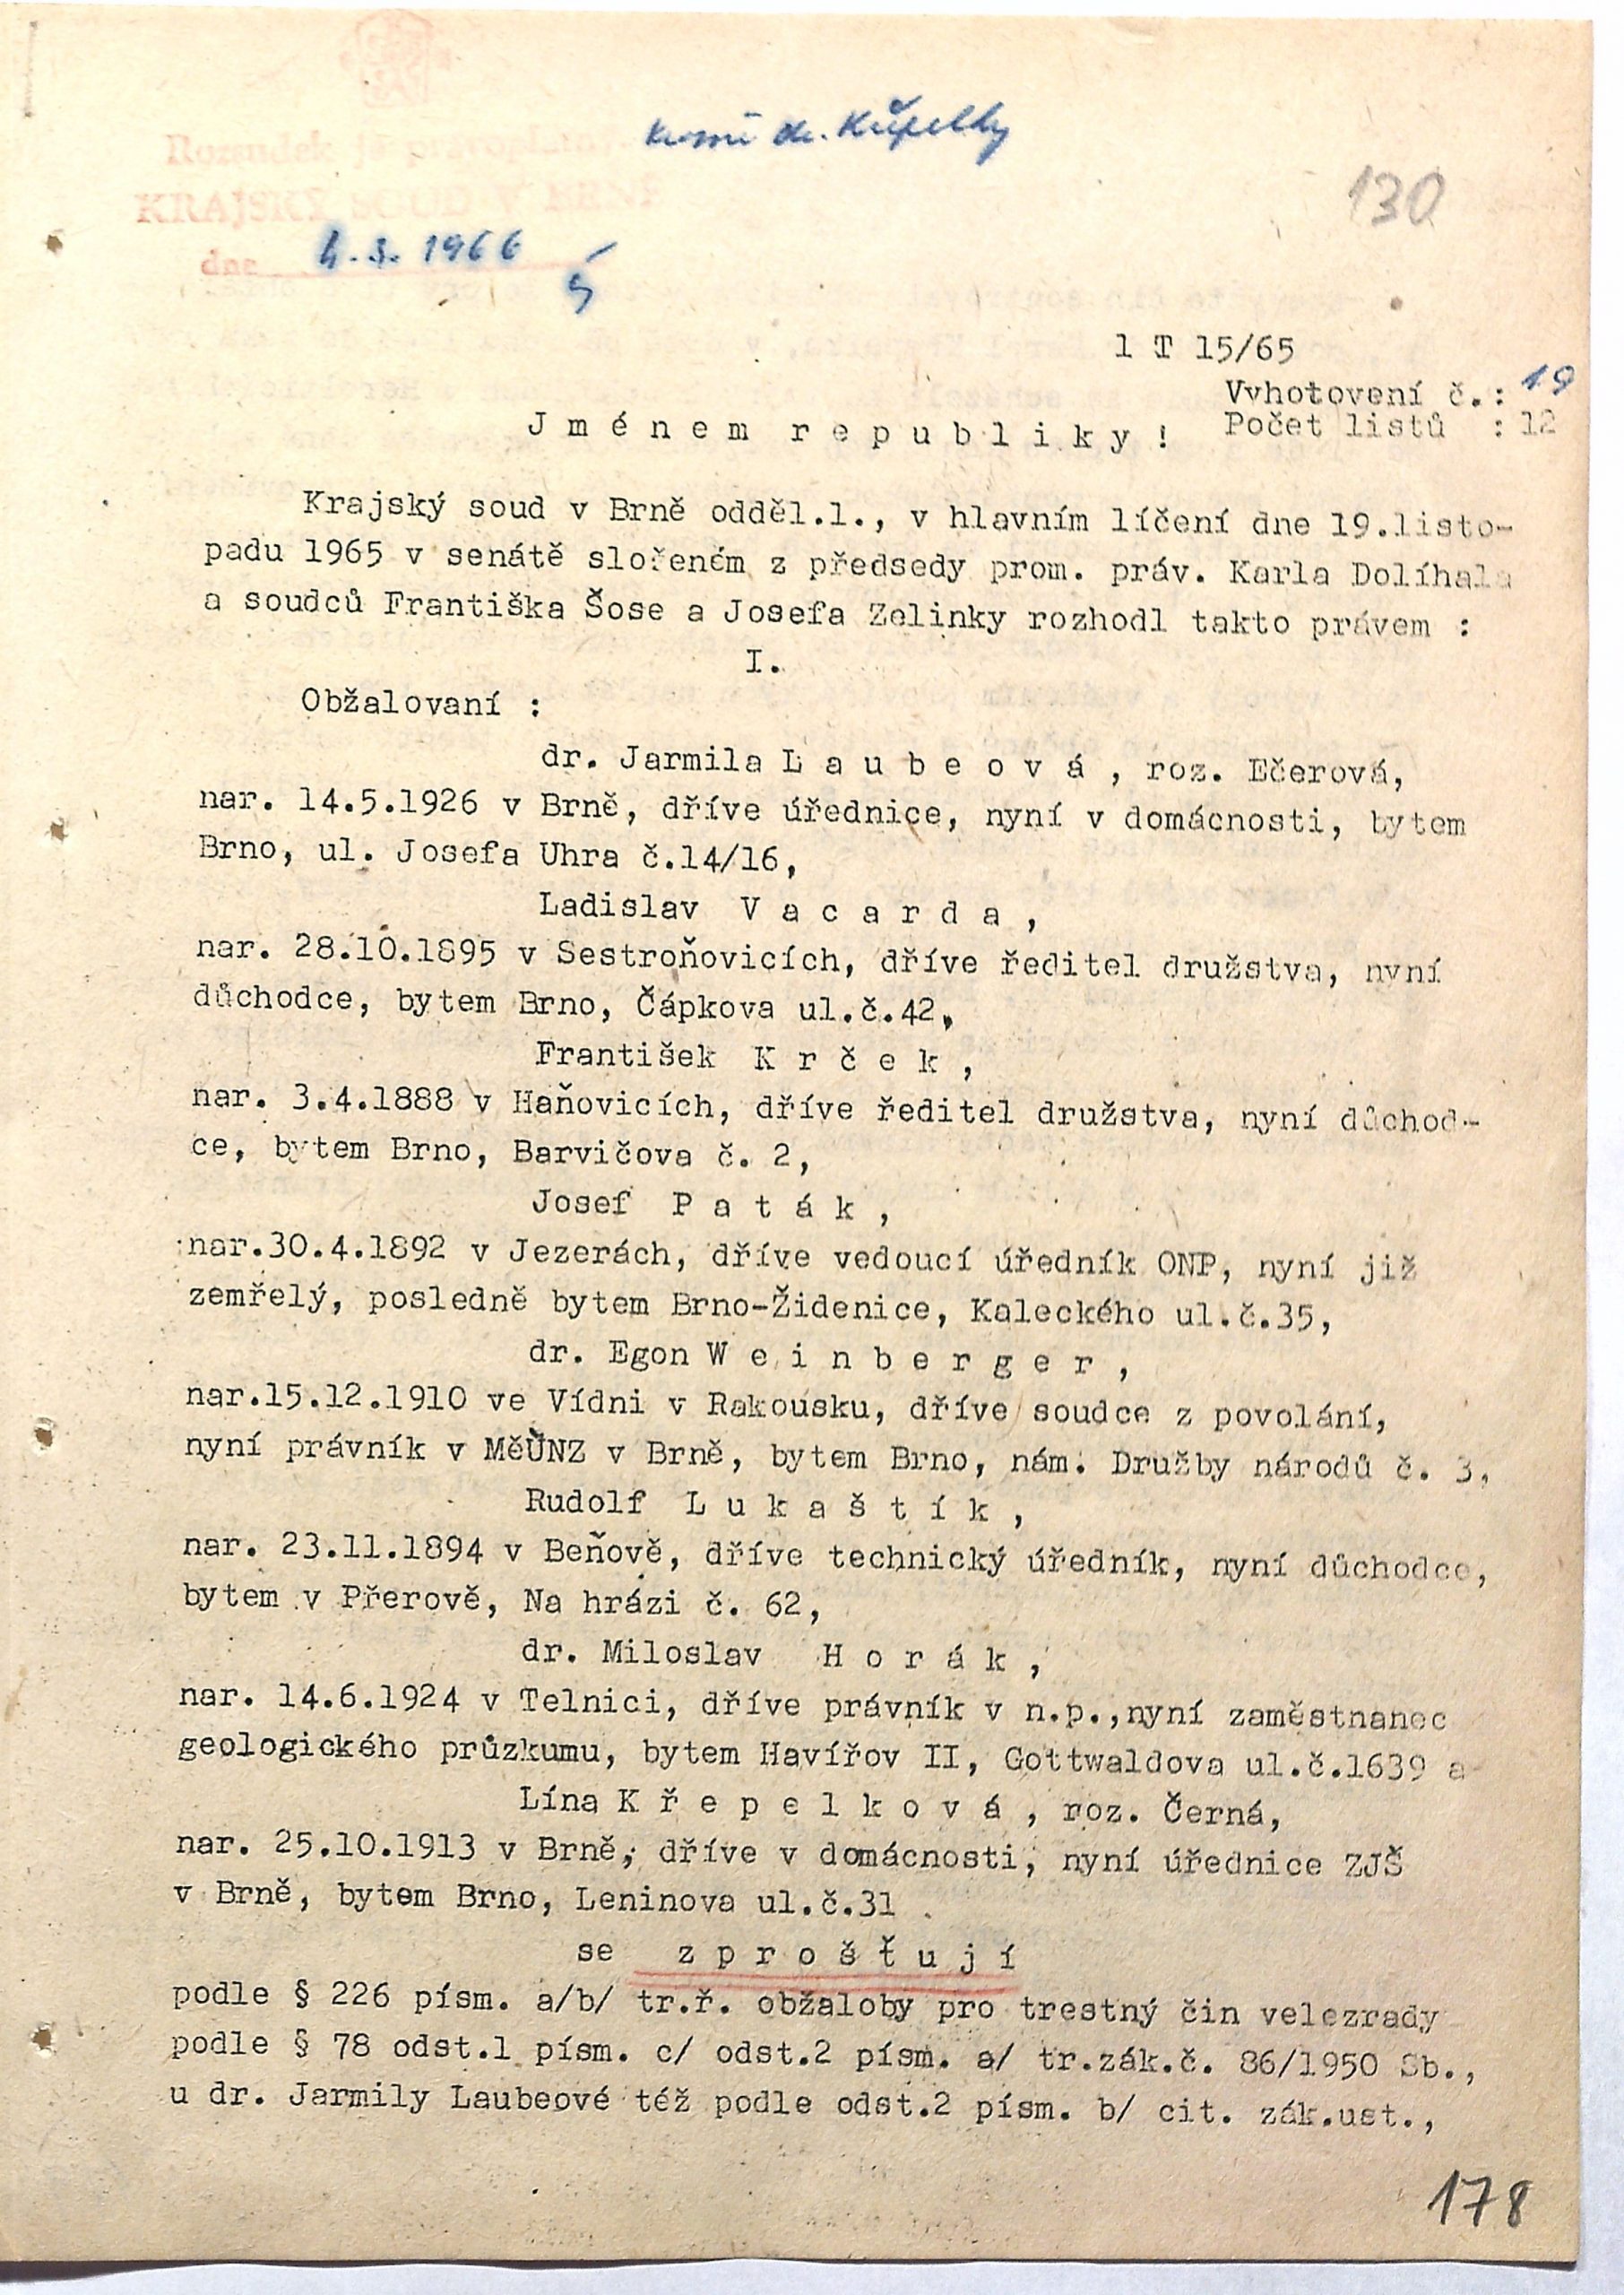 Rozsudek je pravoplatný
KRAJSKÝ SOUD V BRNĚ
dne 4.3.1966
130
1 T 15/65
Vyhotovení č.: 19
Počet listů : 12
J m é n e m r e p u b l i k y !
Krajský soud v Brně odděl.1., v hlavním líčení dne 19.listo-
padu 1965 v senátě složeném z předsedy prom. práv. Karla Dolíhala
a soudců Františka Šose a Josefa Zelinky rozhodl takto právem :
I.
Obžalovaní :
dr. Jarmila L a u b e o v á , roz. Ečerová,
nar. 14.5.1926 v Brně, dříve úřednice, nyní v domácnosti, bytem
Brno, ul. Josefa Uhra č.14/16,
Ladislav V a c a r d a ,
nar. 28.10.1895 v Sestroňovicích, dříve ředitel družstva, nyní
důchodce, bytem Brno, Čápkova ul.č.42,
František K r č e k ,
nar. 3.4.1888 v Haňovicích, dříve ředitel družstva, nyní důchod-
ce, bytem Brno, Barvičova č. 2,
Josef P a t á k ,
nar.30.4.1892 v Jezerách, dříve vedoucí úředník ONP, nyní již
zemřelý, posledně bytem Brno-Židenice, Kaleckého ul.č.35,
dr. Egon W e i n b e r g e r ,
nar.15.12.1910 ve Vídni v Rakousku, dříve soudce z povolání,
nyní právník v MěÚNZ v Brně, bytem Brno, nám. Družby národů č. 3,
Rudolf L u k a š t í k ,
nar. 23.11.1894 v Beňově, dříve technický úředník, nyní důchodce,
bytem v Přerově, Na hrázi č. 62,
dr. Miloslav H o r á k ,
nar. 14.6.1924 v Telnici, dříve právník v n.p.,nyní zaměstnanec
geologického průzkumu, bytem Havířov II, Gottwaldova ul.č.1639 a
Lína K ř e p e l k o v á , roz. Černá,
nar. 25.10.1913 v Brně, dříve v domácnosti, nyní úřednice ZJŠ
v Brně, bytem Brno, Leninova ul.č.31
se z p r o š ť u j í
podle § 226 písm. a/b/ tr.ř. obžaloby pro trestný čin velezrady
podle § 78 odst.1 písm. c/ odst.2 písm. a/ tr.zák.č. 86/1950 Sb.,
u dr. Jarmily Laubeové též podle odst.2 písm. b/ cit. zák.ust.,
178